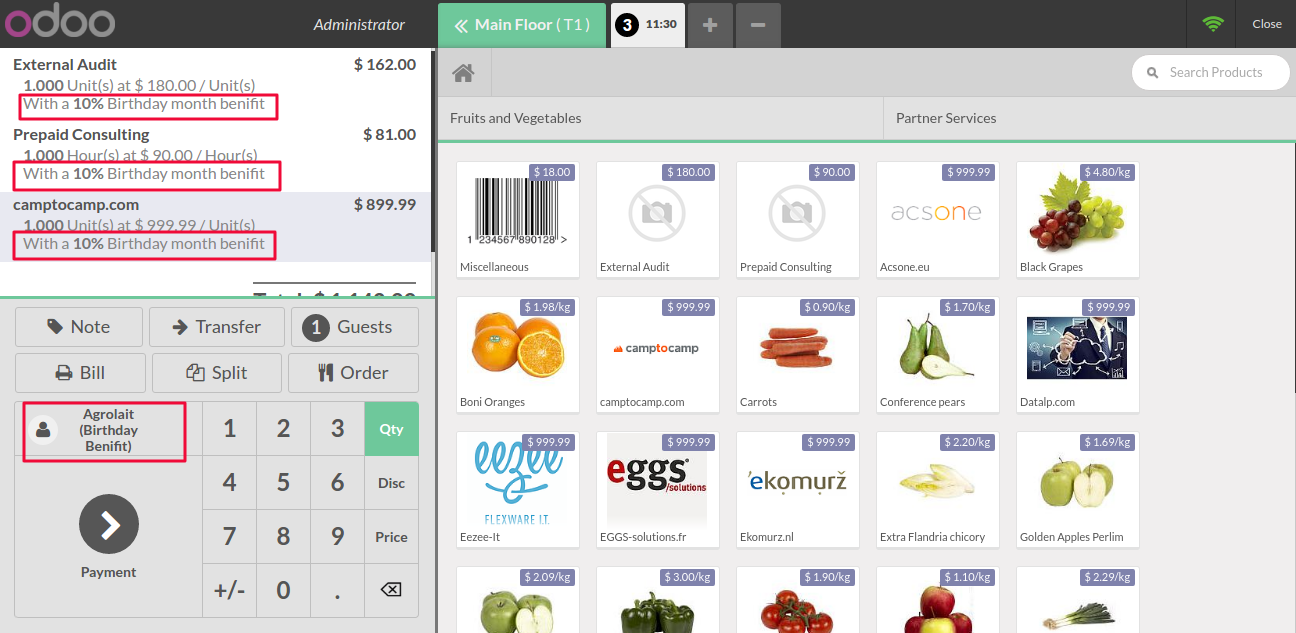 odoo
Administrator
Main Floor ( T1 )
3 11:30
+
−
Close
External Audit $ 162.00
1.000 Unit(s) at $ 180.00 / Unit(s)
With a 10% Birthday month benifit
Prepaid Consulting $ 81.00
1.000 Hour(s) at $ 90.00 / Hour(s)
With a 10% Birthday month benifit
camptocamp.com $ 899.99
1.000 Unit(s) at $ 999.99 / Unit(s)
With a 10% Birthday month benifit
Note
Transfer
1 Guests
Bill
Split
Order
Agrolait
(Birthday
Benifit)
Payment
1 2 3 Qty
4 5 6 Disc
7 8 9 Price
+/- 0 .
Search Products
Fruits and Vegetables
Partner Services
$ 18.00
1 234567 890128 >
Miscellaneous
$ 180.00
External Audit
$ 90.00
Prepaid Consulting
$ 999.99
acsone
Acsone.eu
$ 4.80/kg
Black Grapes
$ 1.98/kg
Boni Oranges
$ 999.99
camptocamp
camptocamp.com
$ 0.90/kg
Carrots
$ 1.70/kg
Conference pears
$ 999.99
Datalp.com
$ 999.99
eezee
FLEXWARE I.T.
Eezee-It
$ 999.99
eggs
/solutions
EGGS-solutions.fr
$ 999.99
'ekomurž
Ekomurz.nl
$ 2.20/kg
Extra Flandria chicory
$ 1.69/kg
Golden Apples Perlim
$ 2.09/kg
$ 3.00/kg
$ 1.90/kg
$ 1.10/kg
$ 2.29/kg